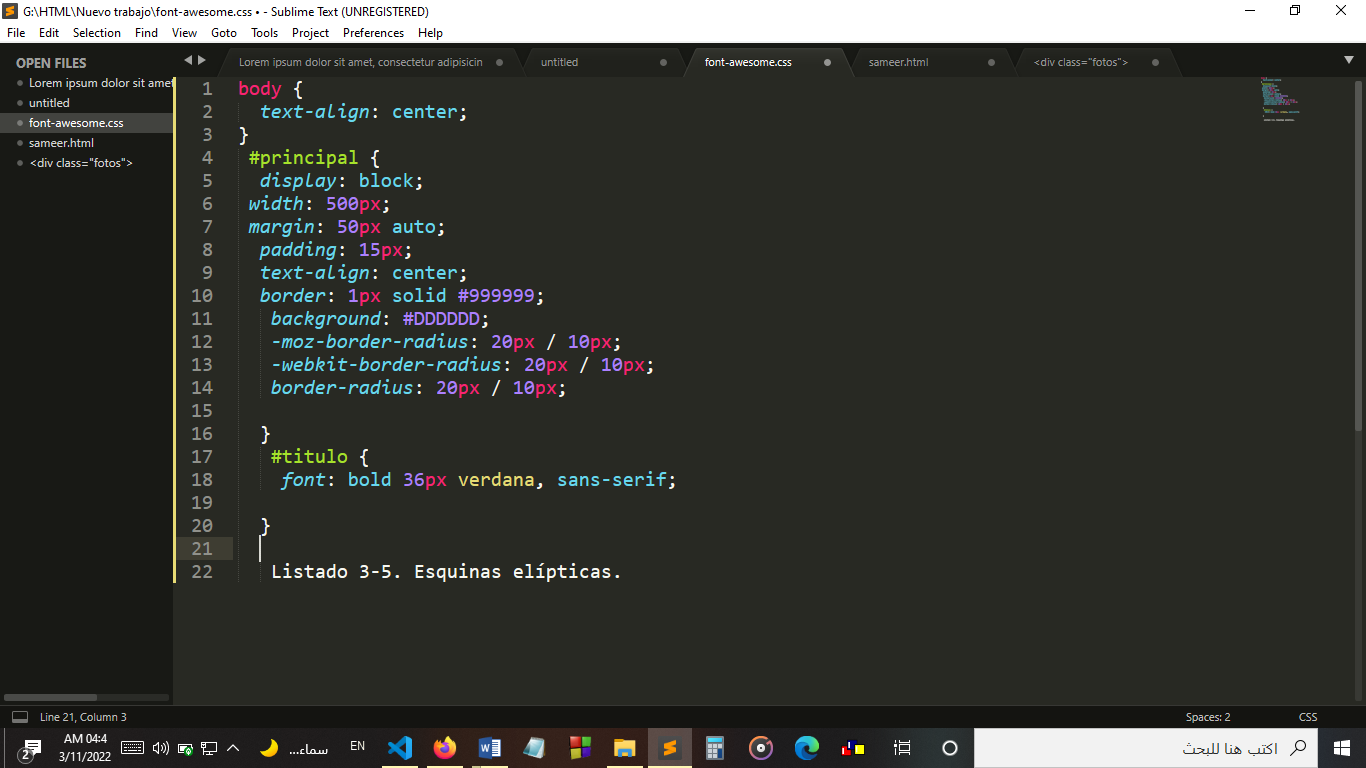 G:\HTML\Nuevo trabajo\font-awesome.css • - Sublime Text (UNREGISTERED)
File Edit Selection Find View Goto Tools Project Preferences Help
OPEN FILES
Lorem ipsum dolor sit amet
untitled
font-awesome.css
sameer.html
<div class="fotos">
Lorem ipsum dolor sit amet, consectetur adipisicin
untitled
font-awesome.css
sameer.html
<div class="fotos">
1 body {
2 text-align: center;
3 }
4 #principal {
5 display: block;
6 width: 500px;
7 margin: 50px auto;
8 padding: 15px;
9 text-align: center;
10 border: 1px solid #999999;
11 background: #DDDDDD;
12 -moz-border-radius: 20px / 10px;
13 -webkit-border-radius: 20px / 10px;
14 border-radius: 20px / 10px;
15
16 }
17 #titulo {
18 font: bold 36px verdana, sans-serif;
19
20 }
21
22 Listado 3-5. Esquinas elípticas.
Line 21, Column 3
Spaces: 2
CSS
2
AM 04:4
3/11/2022
سماء...
EN
اكتب هنا للبحث